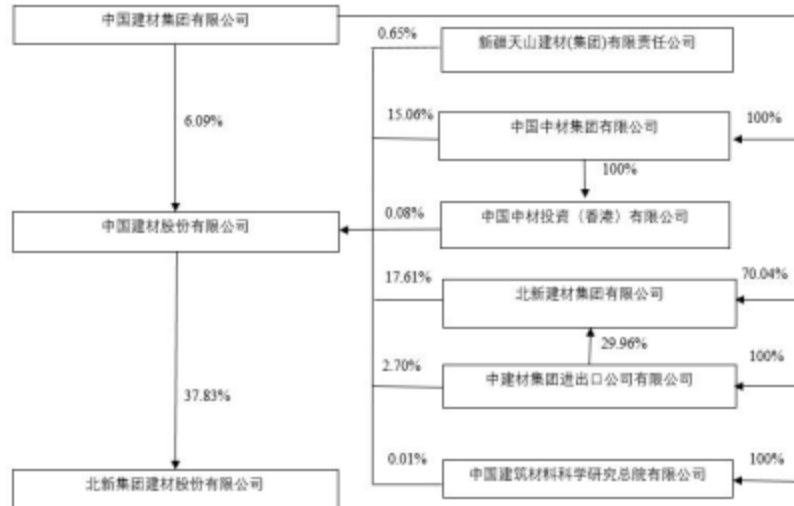 中国建材集团有限公司
0.65%
新疆天山建材(集团)有限责任公司
6.09%
15.06%
中国中材集团有限公司
100%
100%
中国建材股份有限公司
0.08%
中国中材投资（香港）有限公司
17.61%
北新建材集团有限公司
70.04%
29.96%
2.70%
中建材集团进出口公司有限公司
100%
37.83%
0.01%
中国建筑材料科学研究总院有限公司
100%
北新集团建材股份有限公司